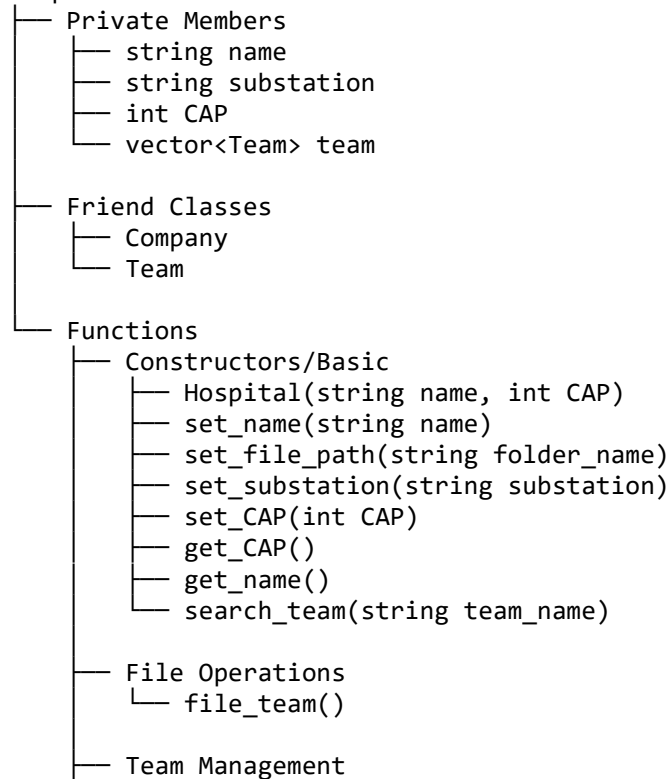 ├── Private Members
│   ├── string name
│   ├── string substation
│   ├── int CAP
│   └── vector<Team> team
│
├── Friend Classes
│   ├── Company
│   └── Team
│
└── Functions
    ├── Constructors/Basic
    │   ├── Hospital(string name, int CAP)
    │   ├── set_name(string name)
    │   ├── set_file_path(string folder_name)
    │   ├── set_substation(string substation)
    │   ├── set_CAP(int CAP)
    │   ├── get_CAP()
    │   ├── get_name()
    │   └── search_team(string team_name)
    │
    ├── File Operations
    │   └── file_team()
    │
    ├── Team Management